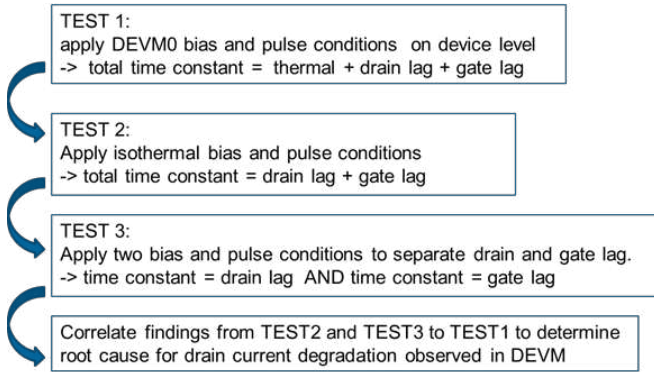 TEST 1:
apply DEVM0 bias and pulse conditions on device level
-> total time constant = thermal + drain lag + gate lag
TEST 2:
Apply isothermal bias and pulse conditions
-> total time constant = drain lag + gate lag
TEST 3:
Apply two bias and pulse conditions to separate drain and gate lag.
-> time constant = drain lag AND time constant = gate lag
Correlate findings from TEST2 and TEST3 to TEST1 to determine
root cause for drain current degradation observed in DEVM